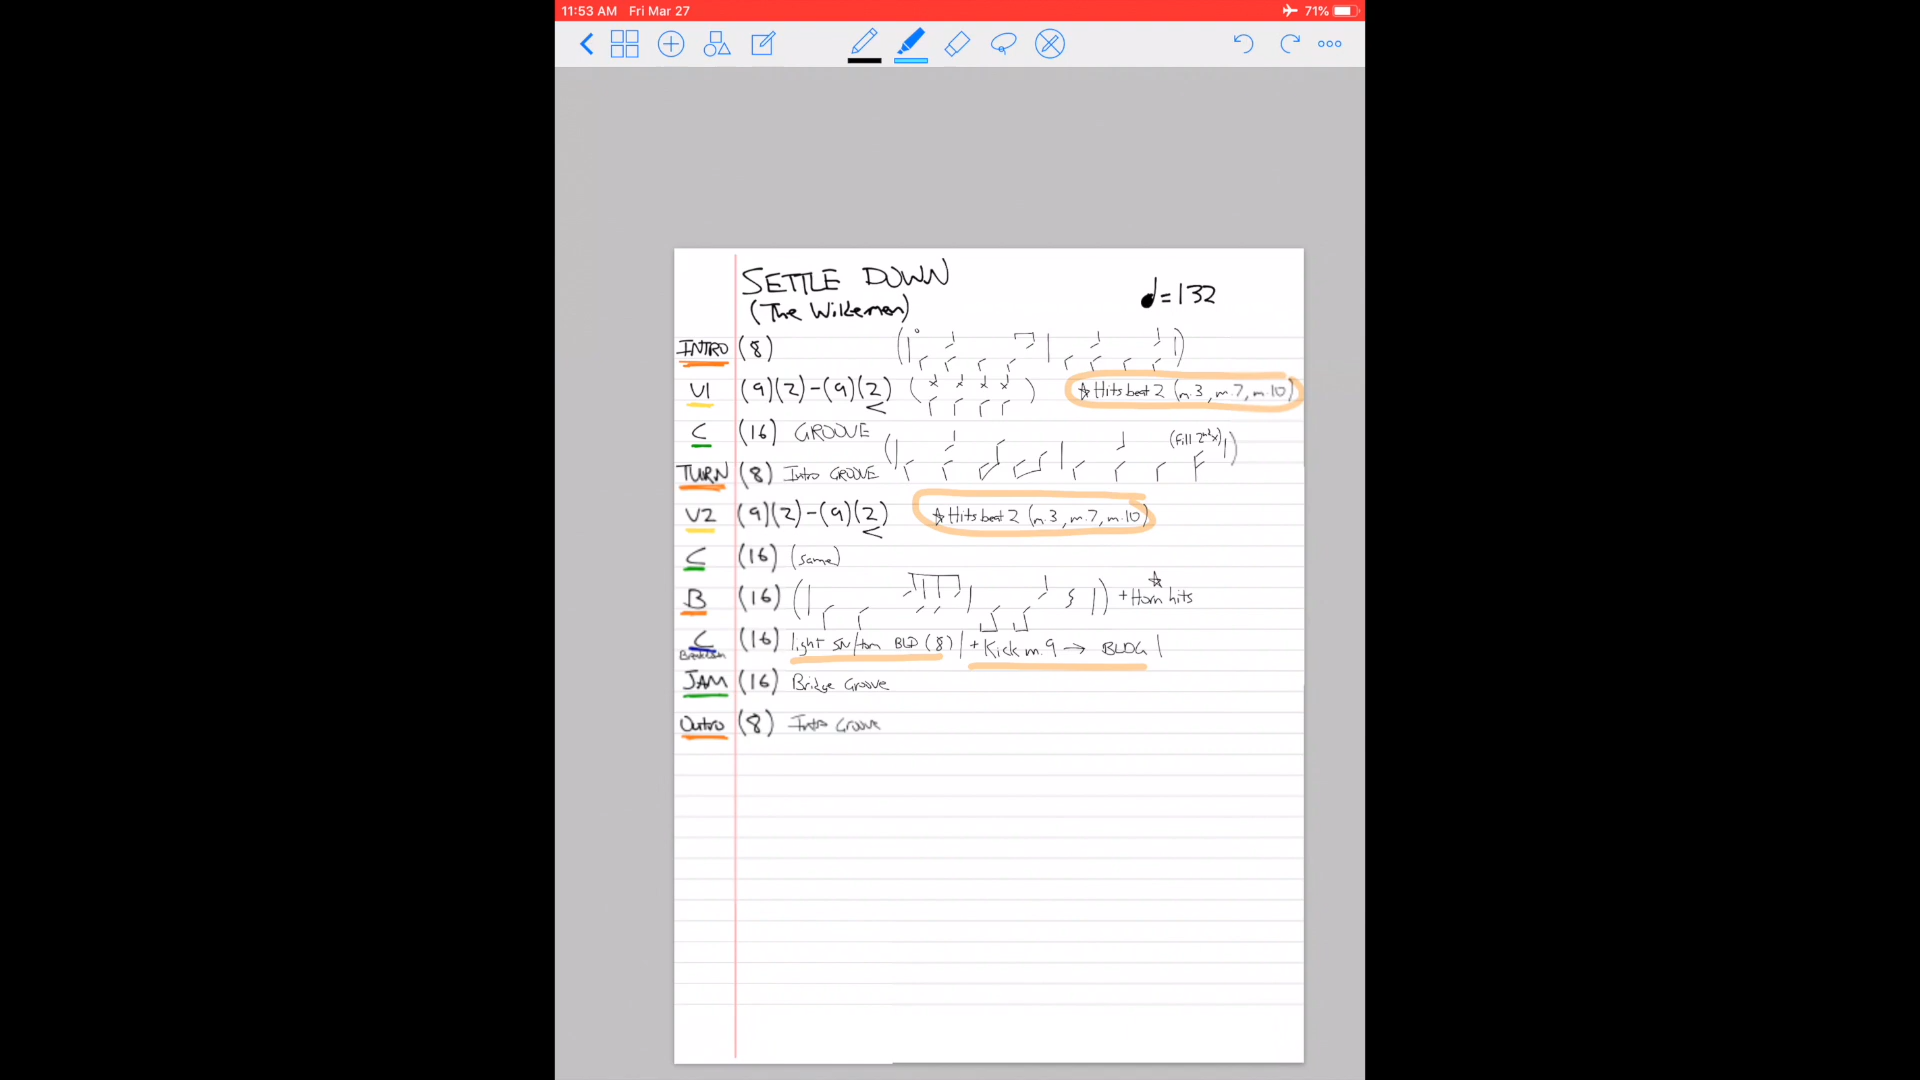 11:53 AM Fri Mar 27 71%
SETTLE DOWN
(The Wildermen)
♩=132
INTRO (8)
V1 (9)(2)-(9)(2) ☆Hits beat 2 (m.3, m.7, m.10)
C (16) GROOVE (Fill 2nd x)
TURN (8) Intro GROOVE
V2 (9)(2)-(9)(2) ☆Hits beat 2 (m.3, m.7, m.10)
C (16) (same)
B (16) + Horn hits
C (16) light SN/tom BLD (8) | + Kick m.9 → BLDG |
Breakdown
JAM (16) Bridge Groove
Outro (8) Intro Groove